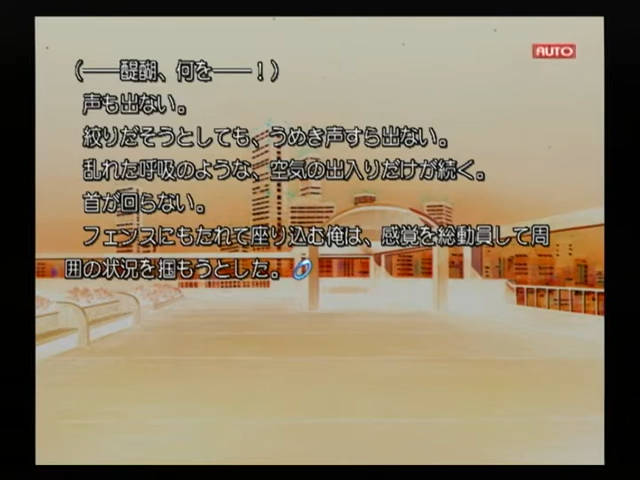 AUTO
（――醍醐、何を――！）
声も出ない。
絞りだそうとしても、うめき声すら出ない。
乱れた呼吸のような、空気の出入りだけが続く。
首が回らない。
フェンスにもたれて座り込む俺は、感覚を総動員して周
囲の状況を掴もうとした。